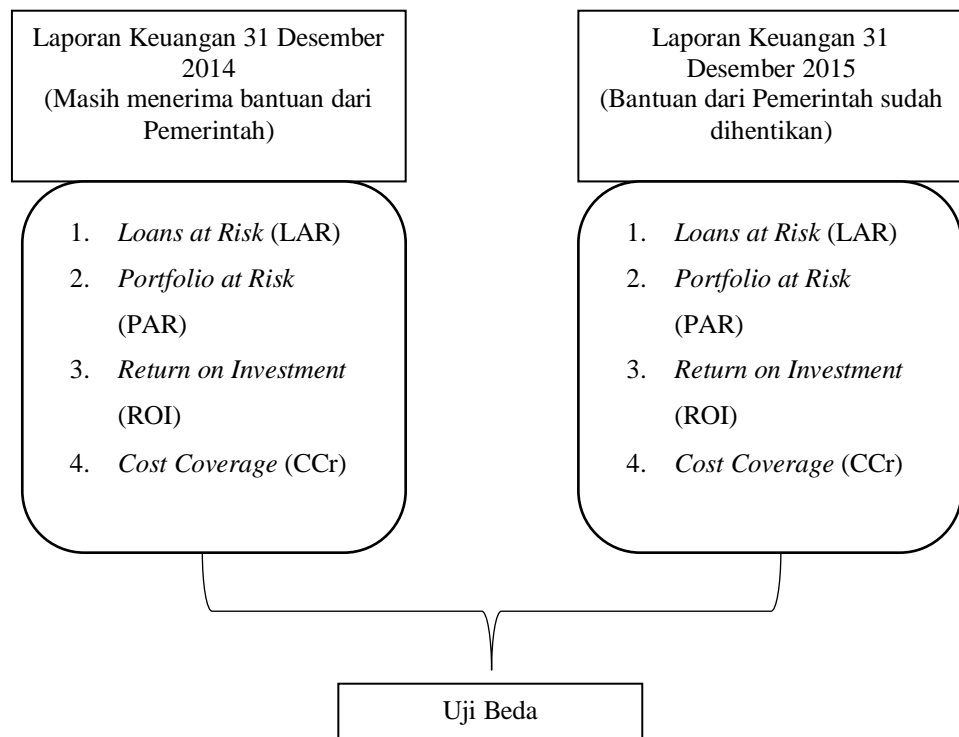 Laporan Keuangan 31 Desember
2014
(Masih menerima bantuan dari
Pemerintah)
1. Loans at Risk (LAR)
2. Portfolio at Risk
(PAR)
3. Return on Investment
(ROI)
4. Cost Coverage (CCr)
Laporan Keuangan 31
Desember 2015
(Bantuan dari Pemerintah sudah
dihentikan)
1. Loans at Risk (LAR)
2. Portfolio at Risk
(PAR)
3. Return on Investment
(ROI)
4. Cost Coverage (CCr)
Uji Beda